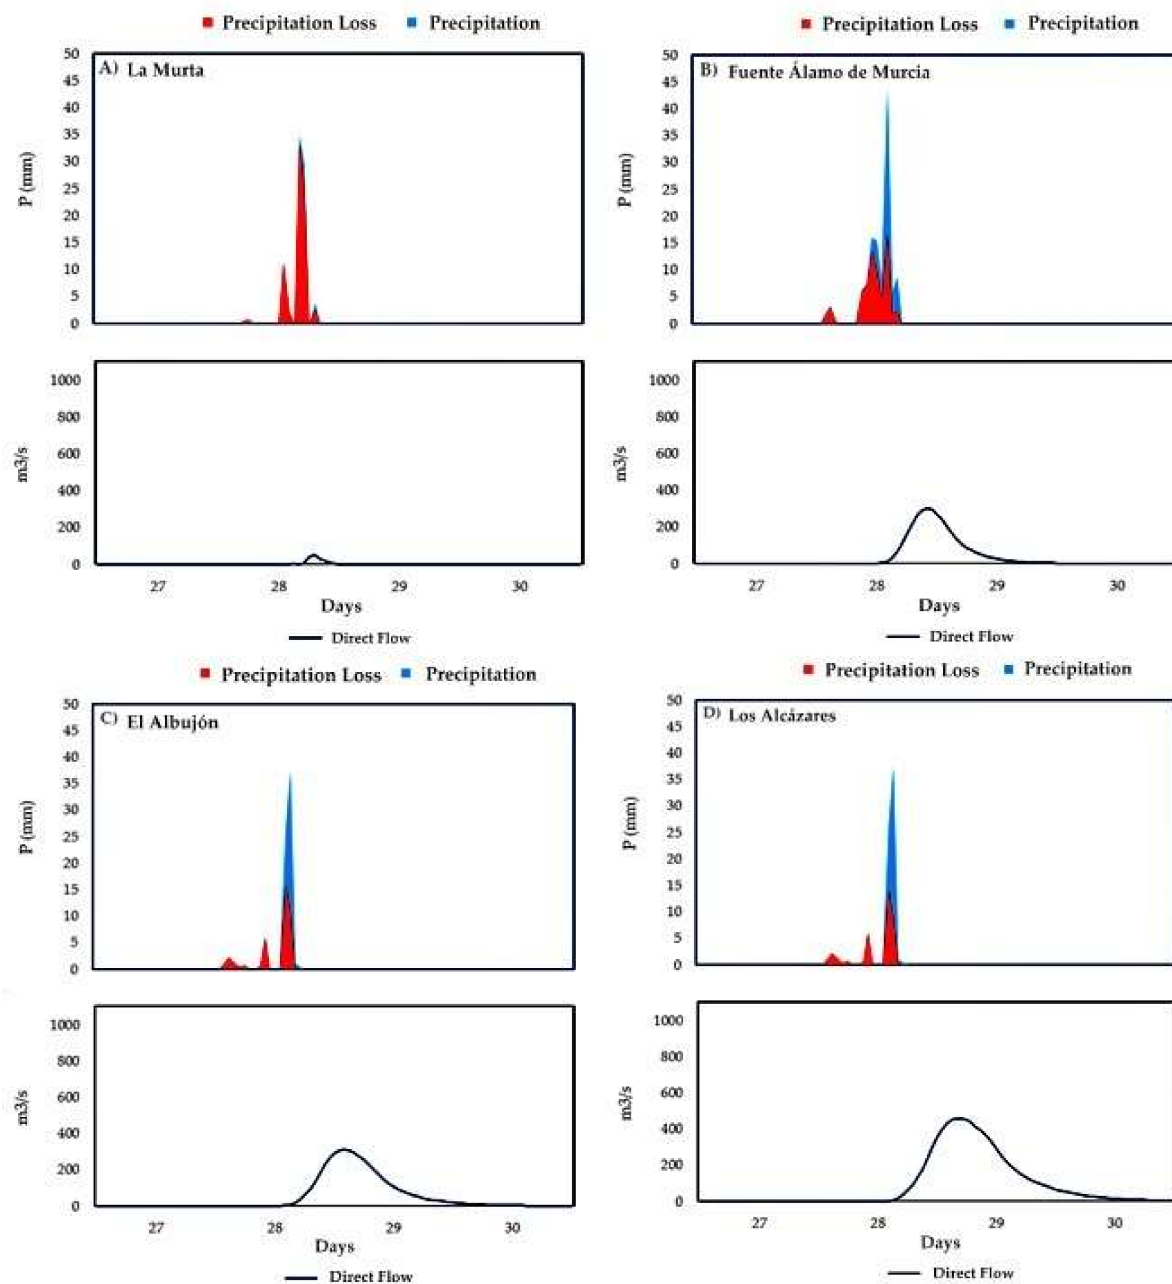 Precipitation Loss Precipitation
A) La Murta
50
45
40
35
30
25
20
15
10
5
0
P (mm)
1000
800
600
400
200
0
m3/s
27 28 29 30
Days
Direct Flow
Precipitation Loss Precipitation
B) Fuente Álamo de Murcia
50
45
40
35
30
25
20
15
10
5
0
P (mm)
1000
800
600
400
200
0
m3/s
27 28 29 30
Days
Direct Flow
Precipitation Loss Precipitation
C) El Albujón
50
45
40
35
30
25
20
15
10
5
0
P (mm)
1000
800
600
400
200
0
m3/s
27 28 29 30
Days
Direct Flow
Precipitation Loss Precipitation
D) Los Alcázares
50
45
40
35
30
25
20
15
10
5
0
P (mm)
1000
800
600
400
200
0
m3/s
27 28 29 30
Days
Direct Flow